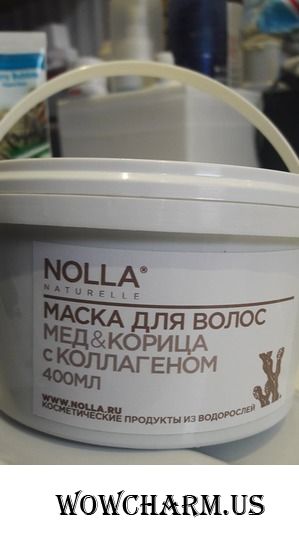 NOLLA®
NATURELLE
МАСКА ДЛЯ ВОЛОС
МЕД&КОРИЦА
с КОЛЛАГЕНОМ
400МЛ
WWW.NOLLA.RU
КОСМЕТИЧЕСКИЕ ПРОДУКТЫ ИЗ ВОДОРОСЛЕЙ
WOWCHARM.US